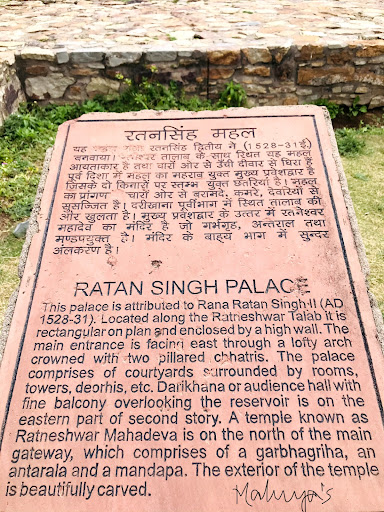 रतनसिंह महल
यह महल राणा रतनसिंह द्वितीय ने (1528-31ई)
बनवाया। रत्नेश्वर तालाब के साथ स्थित यह महल
आयताकार है तथा चारों ओर से ऊँची दीवार से घिरा है
पूर्व दिशा में महल का महराब युक्त मुख्य प्रवेशद्वार है
जिसके दो किनारों पर स्तम्भ युक्त छतरियां है। महल
का प्रांगण चारों ओर से बरामदे, कमरे, देवरियों से
सुसज्जित है। दरीखाना पूर्वीभाग में स्थित तालाब की
ओर खुलता है। मुख्य प्रवेशद्वार के उत्तर में रत्नेश्वर
महादेव का मंदिर है जो गर्भगृह, अन्तराल तथा
मण्डपयुक्त है। मंदिर के बाह्य भाग में सुन्दर
अलंकरण है।
RATAN SINGH PALACE
This palace is attributed to Rana Ratan Singh-II (AD
1528-31). Located along the Ratneshwar Talab it is
rectangular on plan and enclosed by a high wall. The
main entrance is facing east through a lofty arch
crowned with two pillared chhatris. The palace
comprises of courtyards surrounded by rooms,
towers, deorhis, etc. Darikhana or audience hall with
fine balcony overlooking the reservoir is on the
eastern part of second story. A temple known as
Ratneshwar Mahadeva is on the north of the main
gateway, which comprises of a garbhagriha, an
antarala and a mandapa. The exterior of the temple
is beautifully carved.